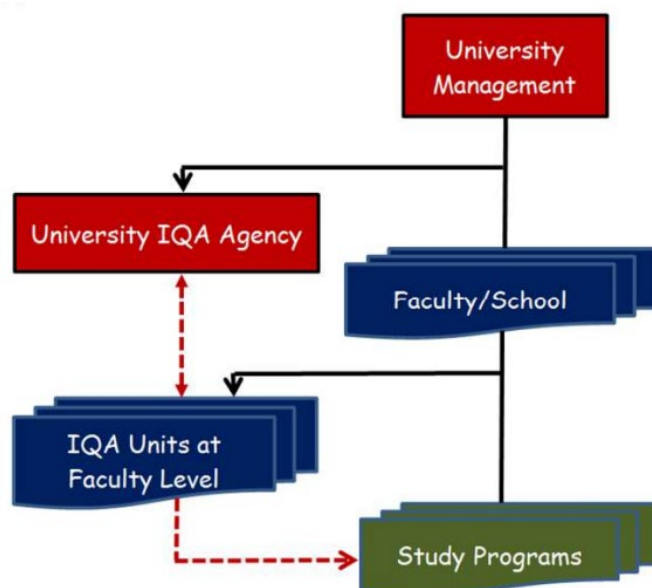 University
Management
University IQA Agency
Faculty/School
IQA Units at
Faculty Level
Study Programs